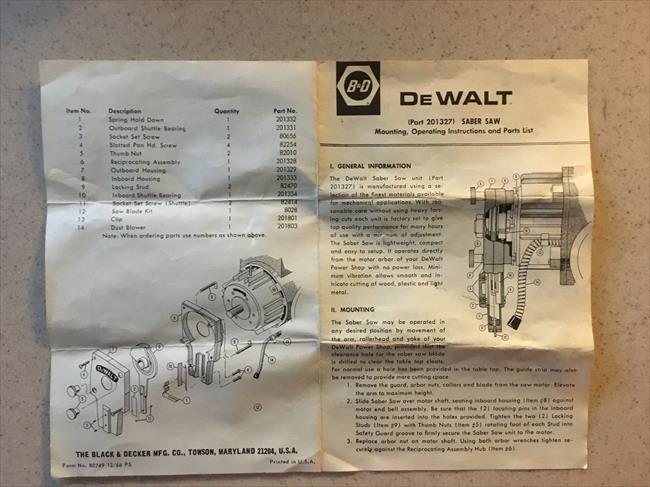 Item No. Description Quantity Part No.
1 Spring Hold Down 1 201332
2 Outboard Shuttle Bearing 1 201331
3 Socket Set Screw 2 80656
4 Slotted Pan Hd. Screw 4 82254
5 Thumb Nut 2 82010
6 Reciprocating Assembly 1 201328
7 Outboard Housing 1 201329
8 Inboard Housing 1 201333
9 Locking Stud 2 82470
10 Inboard Shuttle Bearing 1 201334
11 Socket Set Screw (Shuttle) 2 82414
12 Saw Blade Kit 1 8028
13 Clip 1 201801
14 Dust Blower 1 201803
Note: When ordering parts use numbers as shown above.
DEWALT
THE BLACK & DECKER MFG. CO., TOWSON, MARYLAND 21204, U.S.A.
Form No. 80749-12/66 PS Printed in U.S.A.
B&D
DEWALT
(Part 201327) SABER SAW
Mounting, Operating Instructions and Parts List
I. GENERAL INFORMATION
The DeWalt Saber Saw unit (Part
201327) is manufactured using a se-
lection of the finest materials available
for mechanical applications. With rea-
sonable care without using heavy forc-
ing cuts each unit is factory set to give
top quality performance for many hours
of use with a minimum of adjustment.
The Saber Saw is lightweight, compact
and easy to setup. It operates directly
from the motor arbor of your DeWalt
Power Shop with no power loss. Mini-
mum vibration allows smooth and in-
tricate cutting of wood, plastic and light
metal.
II. MOUNTING
The Saber Saw may be operated in
any desired position by movement of
the arm, rollerhead and yoke of your
DeWalt Power Shop, provided that the
clearance hole for the saber saw blade
is drilled to clear the table top cleats.
For normal use a hole has been provided in the table top. The guide strip may also
be removed to provide more cutting space.
1. Remove the guard, arbor nuts, collars and blade from the saw motor. Elevate
the arm to maximum height.
2. Slide Saber Saw over motor shaft, seating inboard housing (Item #8) against
motor end bell assembly. Be sure that the (2) locating pins in the inboard
housing are inserted into the holes provided. Tighten the two (2) Locking
Studs (Item #9) with Thumb Nuts (Item #5) rotating foot of each Stud into
Safety Guard groove to firmly secure the Saber Saw unit to the motor.
3. Replace arbor nut on motor shaft. Using both arbor wrenches tighten se-
curely against the Reciprocating Assembly Hub (Item #6).